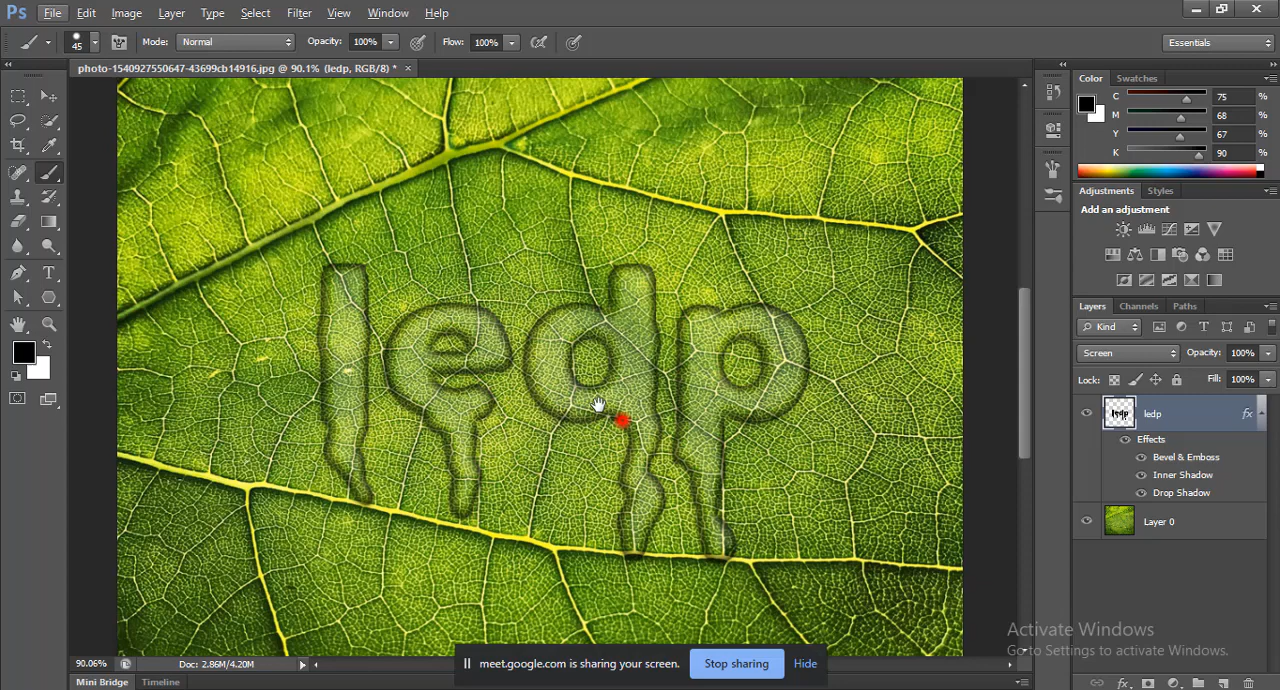 Ps File Edit Image Layer Type Select Filter View Window Help
45 Mode: Normal Opacity: 100% Flow: 100% Essentials
photo-1540927550647-43699cb14916.jpg @ 90.1% (ledp, RGB/8) * ×
Color Swatches
C 75 %
M 68 %
Y 67 %
K 90 %
Adjustments Styles
Add an adjustment
ledp
Layers Channels Paths
Kind
Screen Opacity: 100%
Lock: Fill: 100%
ledp ledp fx
Effects
Bevel & Emboss
Inner Shadow
Drop Shadow
Layer 0
Activate Windows
Go to Settings to activate Windows.
90.06% Doc: 2.86M/4.20M
meet.google.com is sharing your screen. Stop sharing Hide
Mini Bridge Timeline
fx